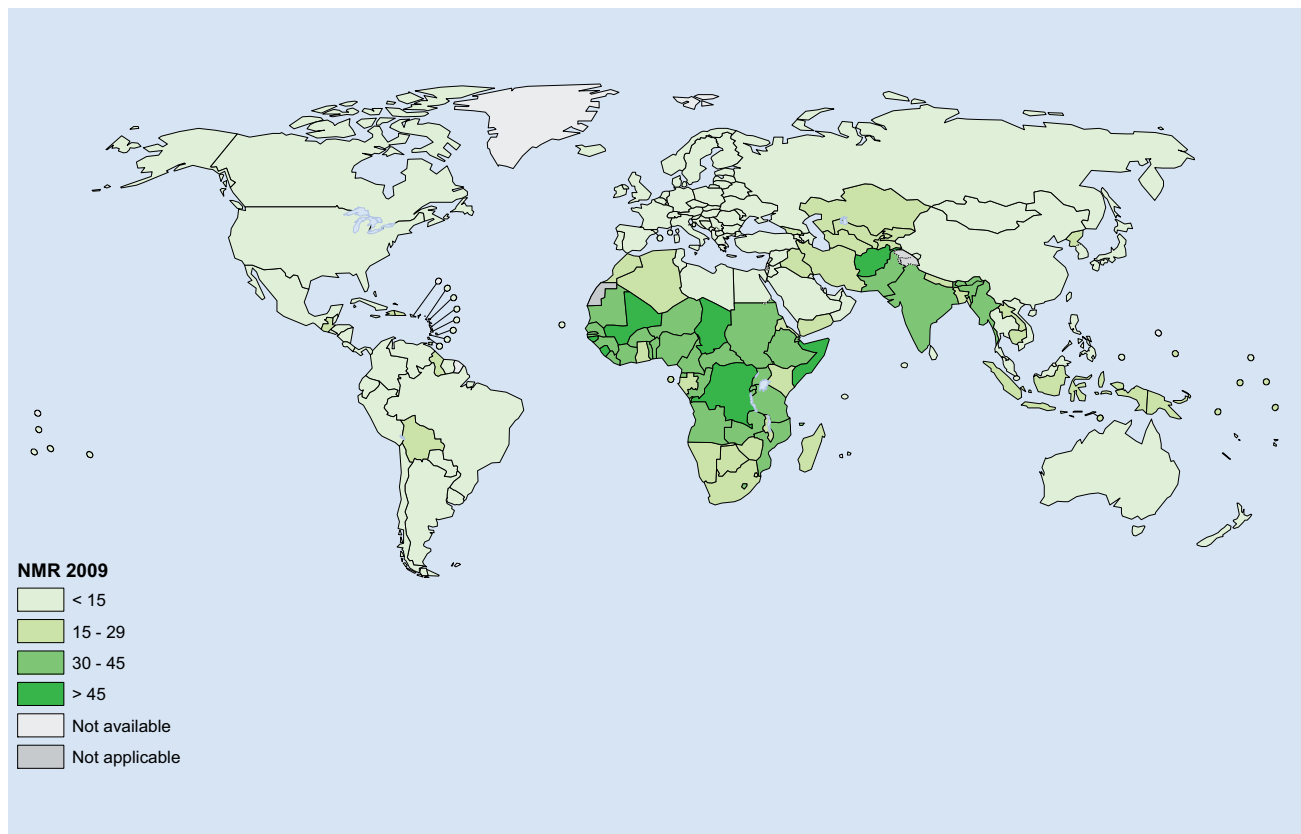 NMR 2009
< 15
15 - 29
30 - 45
> 45
Not available
Not applicable